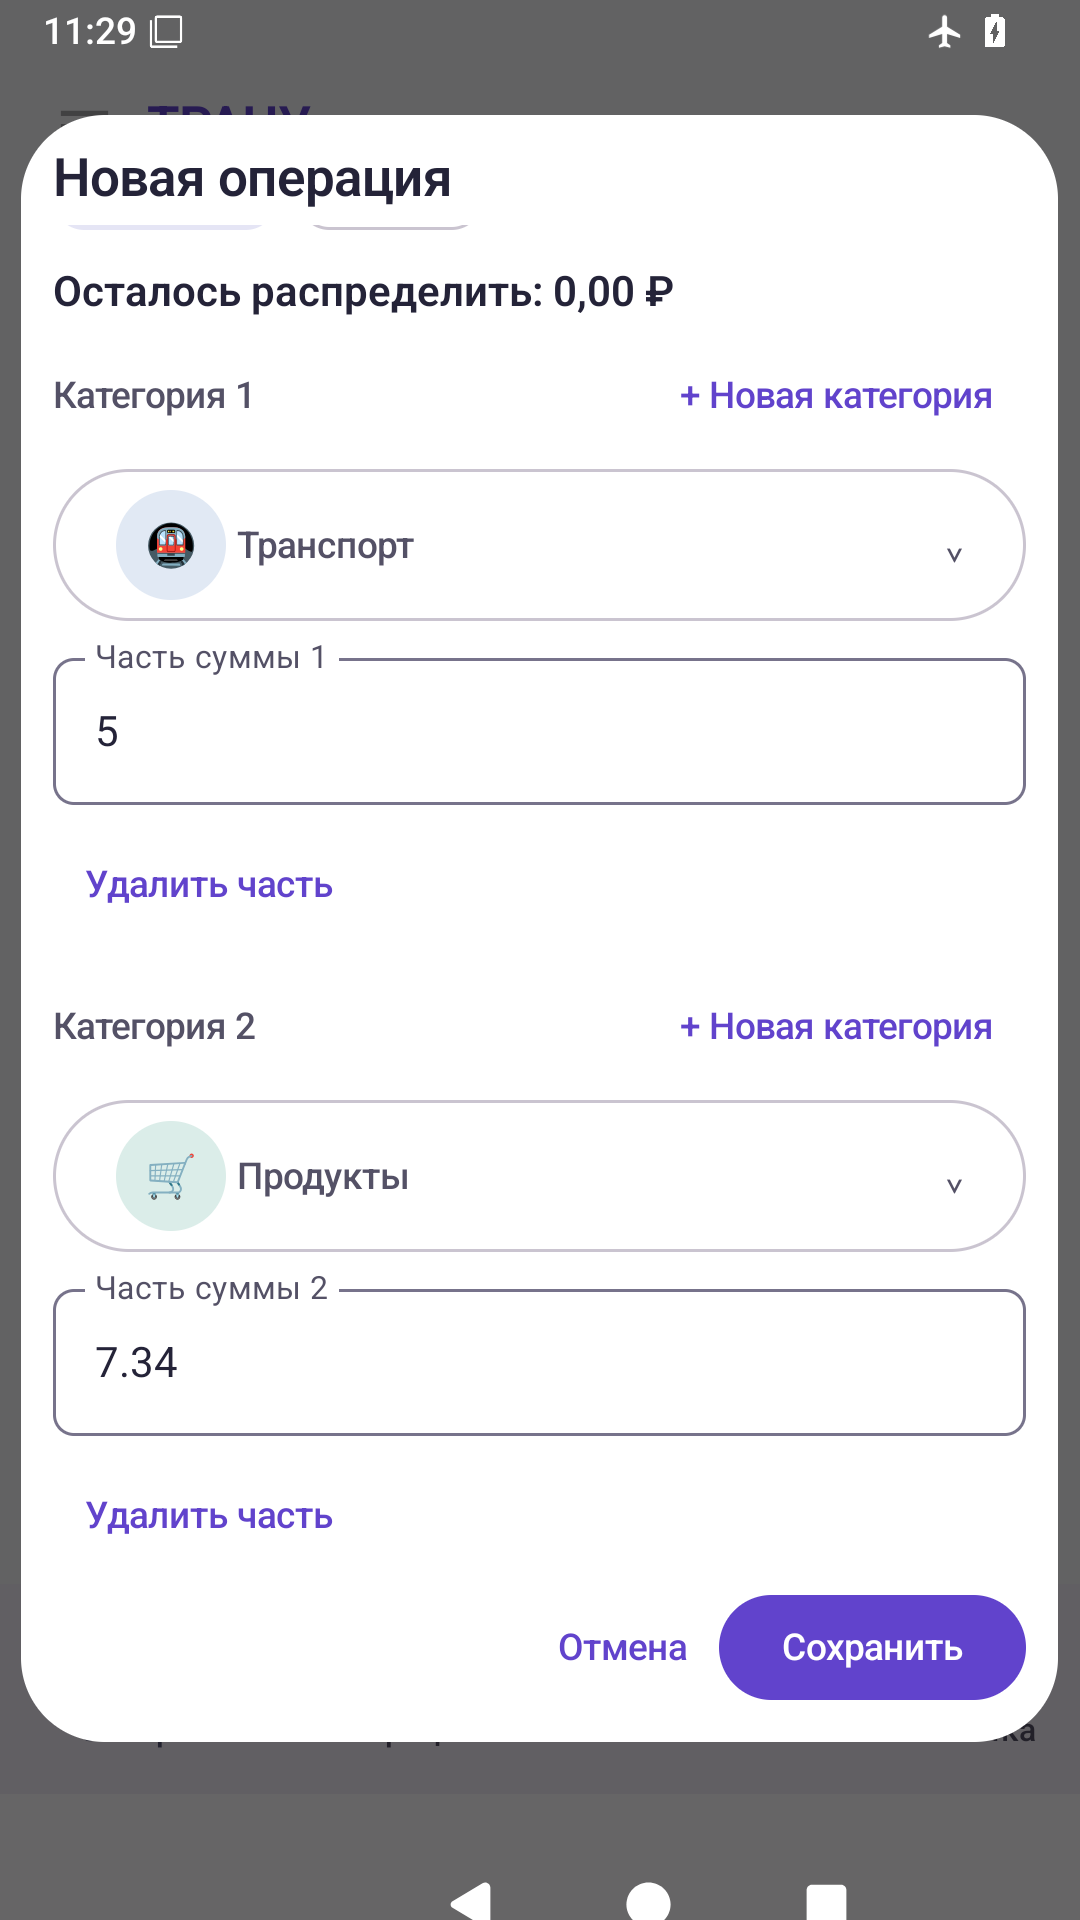 11:29
Новая операция
Осталось распределить: 0,00 ₽
Категория 1
+ Новая категория
Транспорт
Часть суммы 1
5
Удалить часть
Категория 2
+ Новая категория
Продукты
Часть суммы 2
7.34
Удалить часть
Отмена
Сохранить